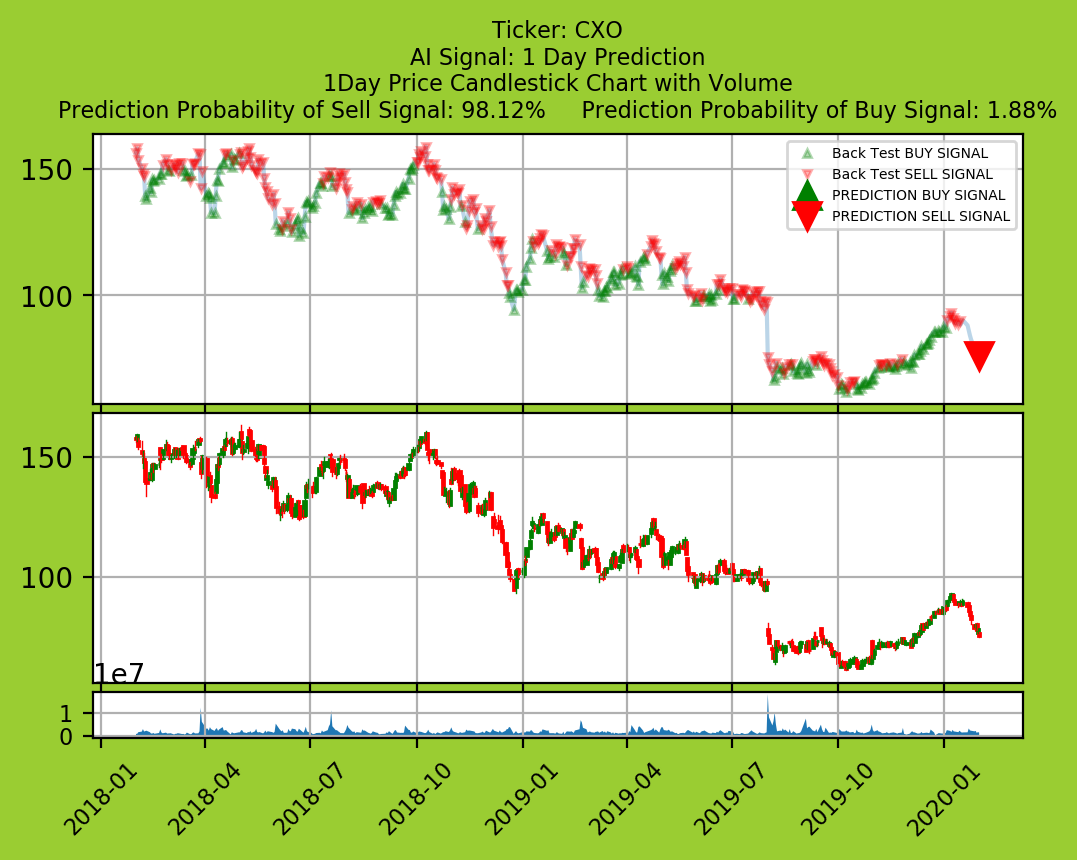 Ticker: CXO
AI Signal: 1 Day Prediction
1Day Price Candlestick Chart with Volume
Prediction Probability of Sell Signal: 98.12% Prediction Probability of Buy Signal: 1.88%
Back Test BUY SIGNAL
Back Test SELL SIGNAL
PREDICTION BUY SIGNAL
PREDICTION SELL SIGNAL
150
100
150
100
1e7
1
0
2018-01 2018-04 2018-07 2018-10 2019-01 2019-04 2019-07 2019-10 2020-01